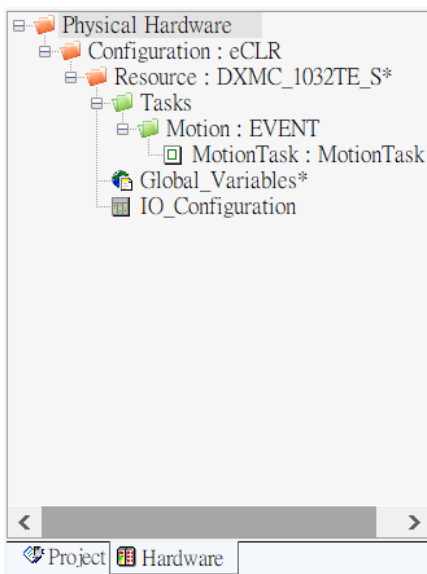 Physical Hardware
Configuration : eCLR
Resource : DXMC_1032TE_S*
Tasks
Motion : EVENT
MotionTask : MotionTask
Global_Variables*
IO_Configuration
Project Hardware